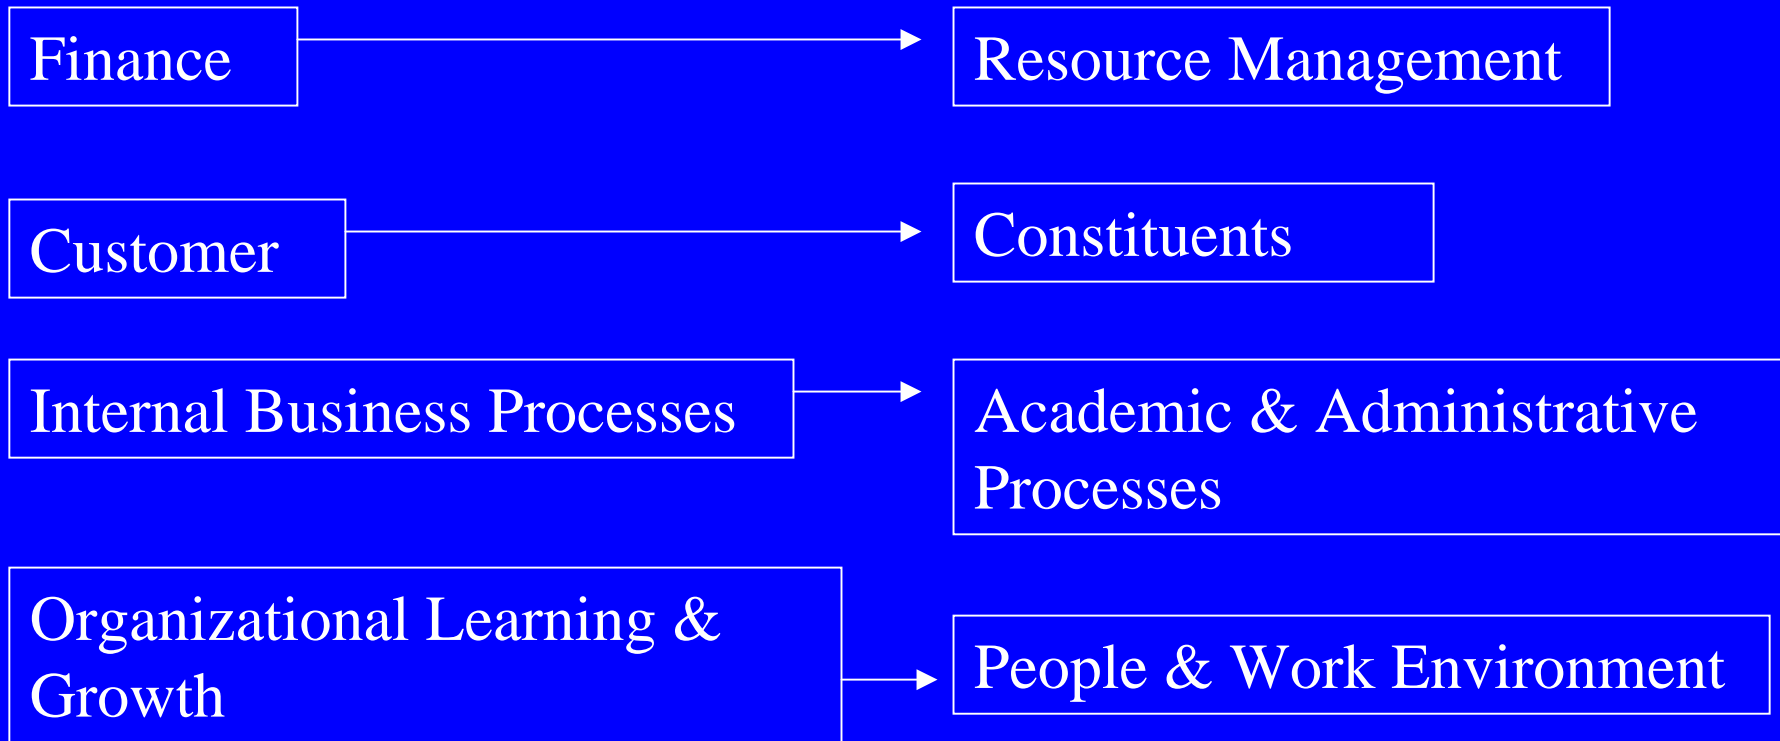 Finance
Resource Management
Customer
Constituents
Internal Business Processes
Academic & Administrative
Processes
Organizational Learning &
Growth
People & Work Environment